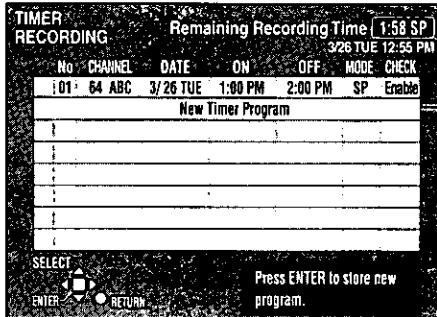 TIMER
RECORDING
Remaining Recording Time 1:58 SP
3/26 TUE 12:55 PM
No CHANNEL DATE ON OFF MODE CHECK
01 64 ABC 3/26 TUE 1:00 PM 2:00 PM SP Enable
New Timer Program
SELECT
ENTER RETURN
Press ENTER to store new
program.